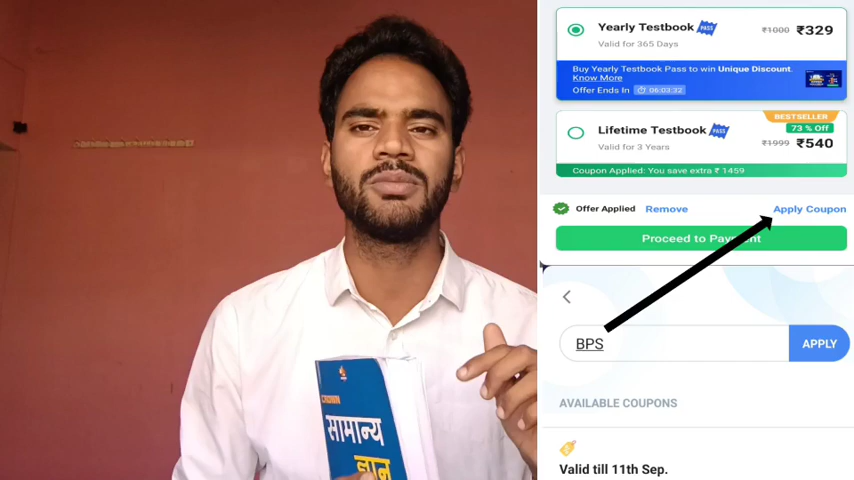 CROWN
सामान्य
ज्ञान
Yearly Testbook PASS
₹1000 ₹329
Valid for 365 Days
Buy Yearly Testbook Pass to win Unique Discount.
Know More
Offer Ends In 06:03:32
BESTSELLER
73 % Off
Lifetime Testbook PASS
₹1999 ₹540
Valid for 3 Years
Coupon Applied: You save extra ₹ 1459
Offer Applied Remove Apply Coupon
Proceed to Payment
BPS
APPLY
AVAILABLE COUPONS
Valid till 11th Sep.